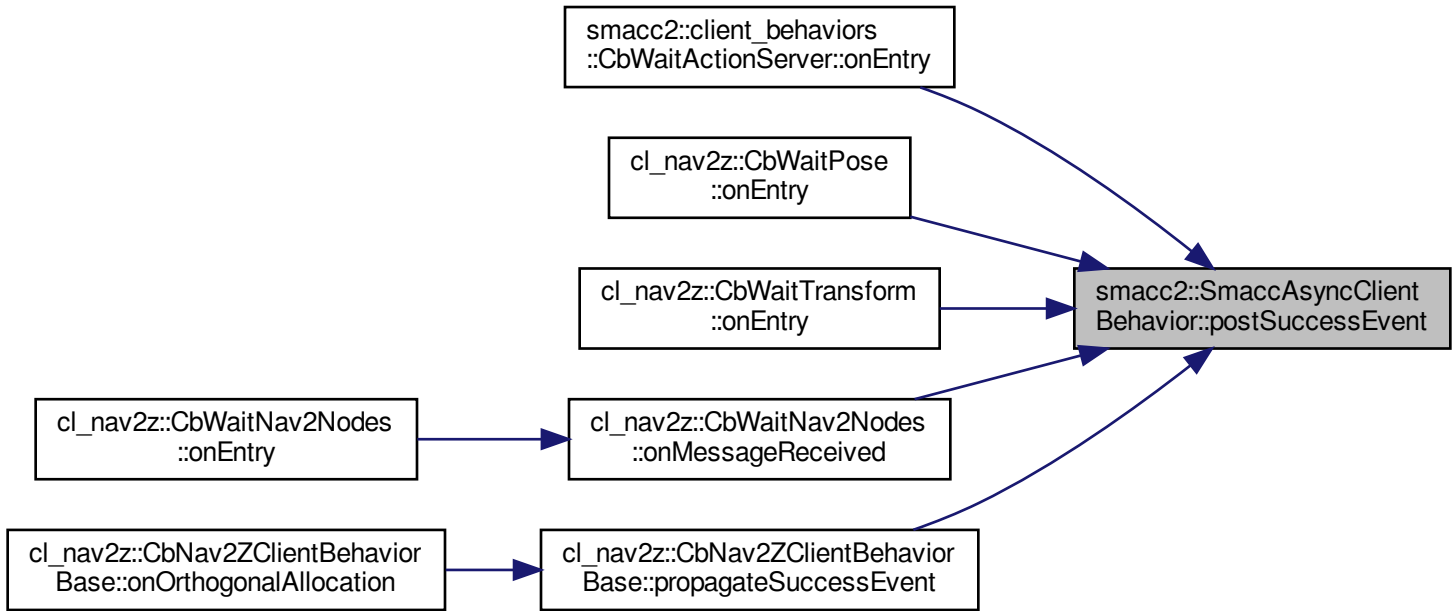 smacc2::client_behaviors
::CbWaitActionServer::onEntry
cl_nav2z::CbWaitPose
::onEntry
cl_nav2z::CbWaitTransform
::onEntry
smacc2::SmaccAsyncClient
Behavior::postSuccessEvent
cl_nav2z::CbWaitNav2Nodes
::onEntry
cl_nav2z::CbWaitNav2Nodes
::onMessageReceived
cl_nav2z::CbNav2ZClientBehavior
Base::onOrthogonalAllocation
cl_nav2z::CbNav2ZClientBehavior
Base::propagateSuccessEvent